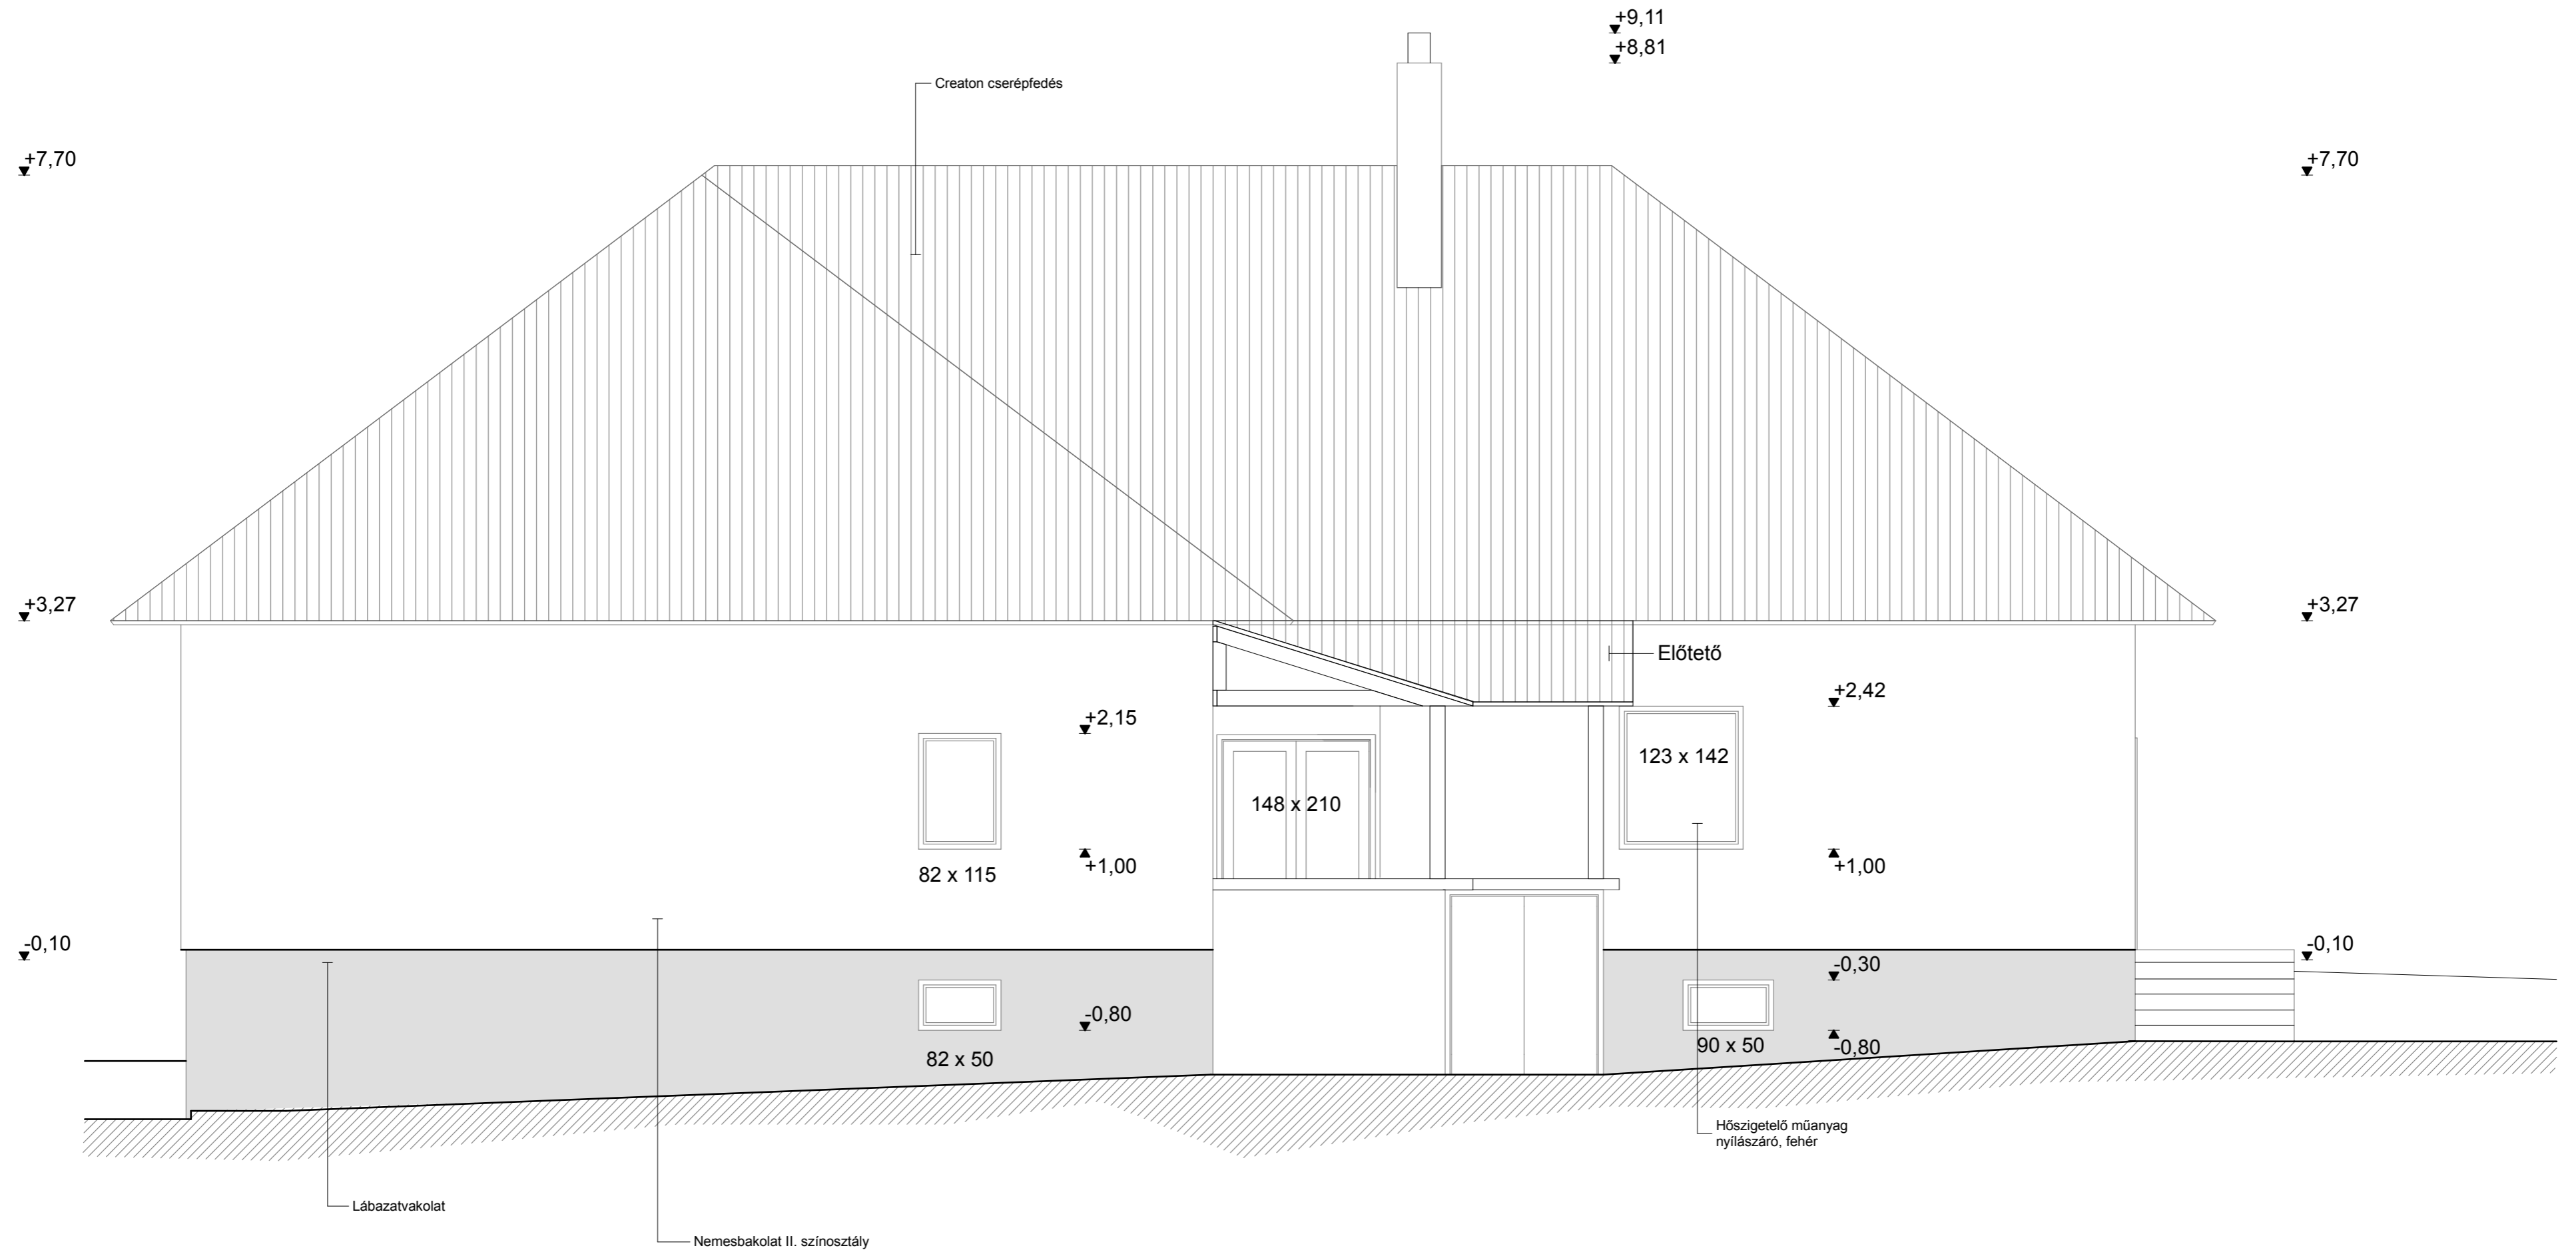 +9,11
+8,81
Creaton cserépfedés
+7,70
+7,70
+3,27
+3,27
Előtető
+2,42
+2,15
123 x 142
148 x 210
+1,00
+1,00
82 x 115
-0,10
-0,10
-0,30
-0,80
-0,80
90 x 50
82 x 50
Hőszigetelő műanyag
nyílászáró, fehér
Lábazatvakolat
Nemesbakolat II. színosztály